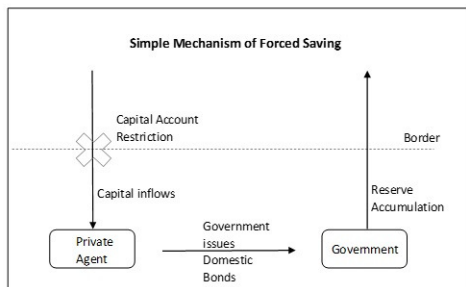 Simple Mechanism of Forced Saving
Capital Account
Restriction
Border
Capital inflows
Reserve
Accumulation
Government
issues
Domestic
Bonds
Private
Agent
Government